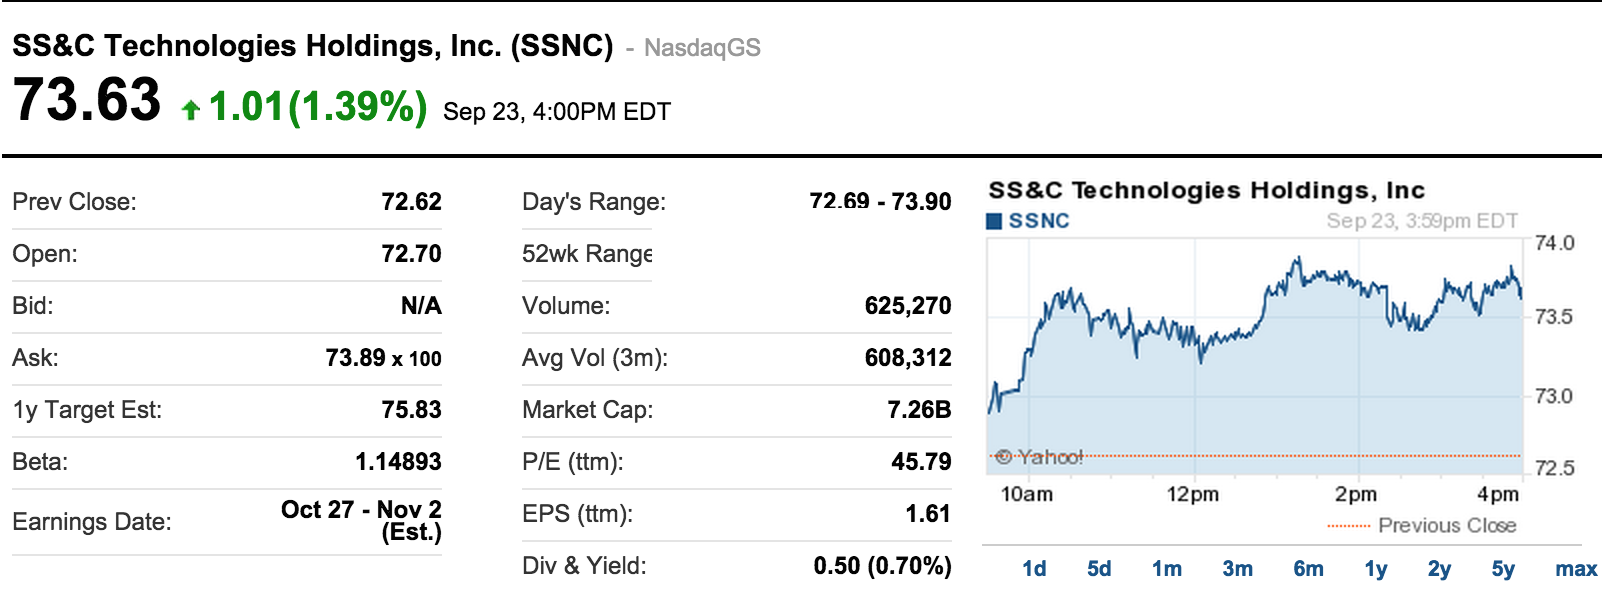 SS&C Technologies Holdings, Inc. (SSNC) - NasdaqGS
73.63 1.01(1.39%) Sep 23, 4:00PM EDT
Prev Close: 72.62
Open: 72.70
Bid: N/A
Ask: 73.89 x 100
1y Target Est: 75.83
Beta: 1.14893
Earnings Date: Oct 27 - Nov 2
(Est.)
Day's Range: 72.69 - 73.90
52wk Range
Volume: 625,270
Avg Vol (3m): 608,312
Market Cap: 7.26B
P/E (ttm): 45.79
EPS (ttm): 1.61
Div & Yield: 0.50 (0.70%)
SS&C Technologies Holdings, Inc
SSNC Sep 23, 3:59pm EDT
74.0
73.5
73.0
72.5
© Yahoo!
10am 12pm 2pm 4pm
Previous Close
1d 5d 1m 3m 6m 1y 2y 5y max